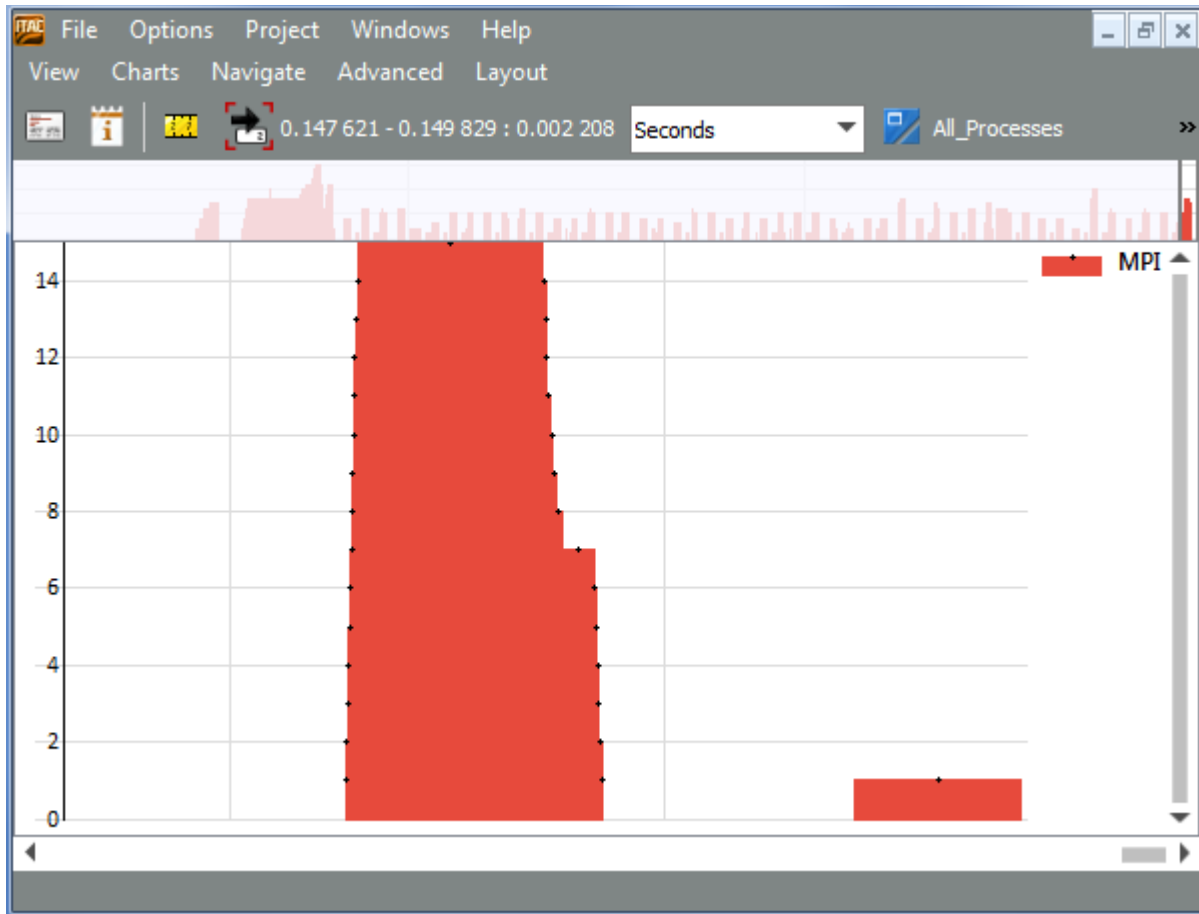 ITAC File Options Project Windows Help
View Charts Navigate Advanced Layout
0.147 621 - 0.149 829 : 0.002 208 Seconds All_Processes »
MPI
14
12
10
8
6
4
2
0